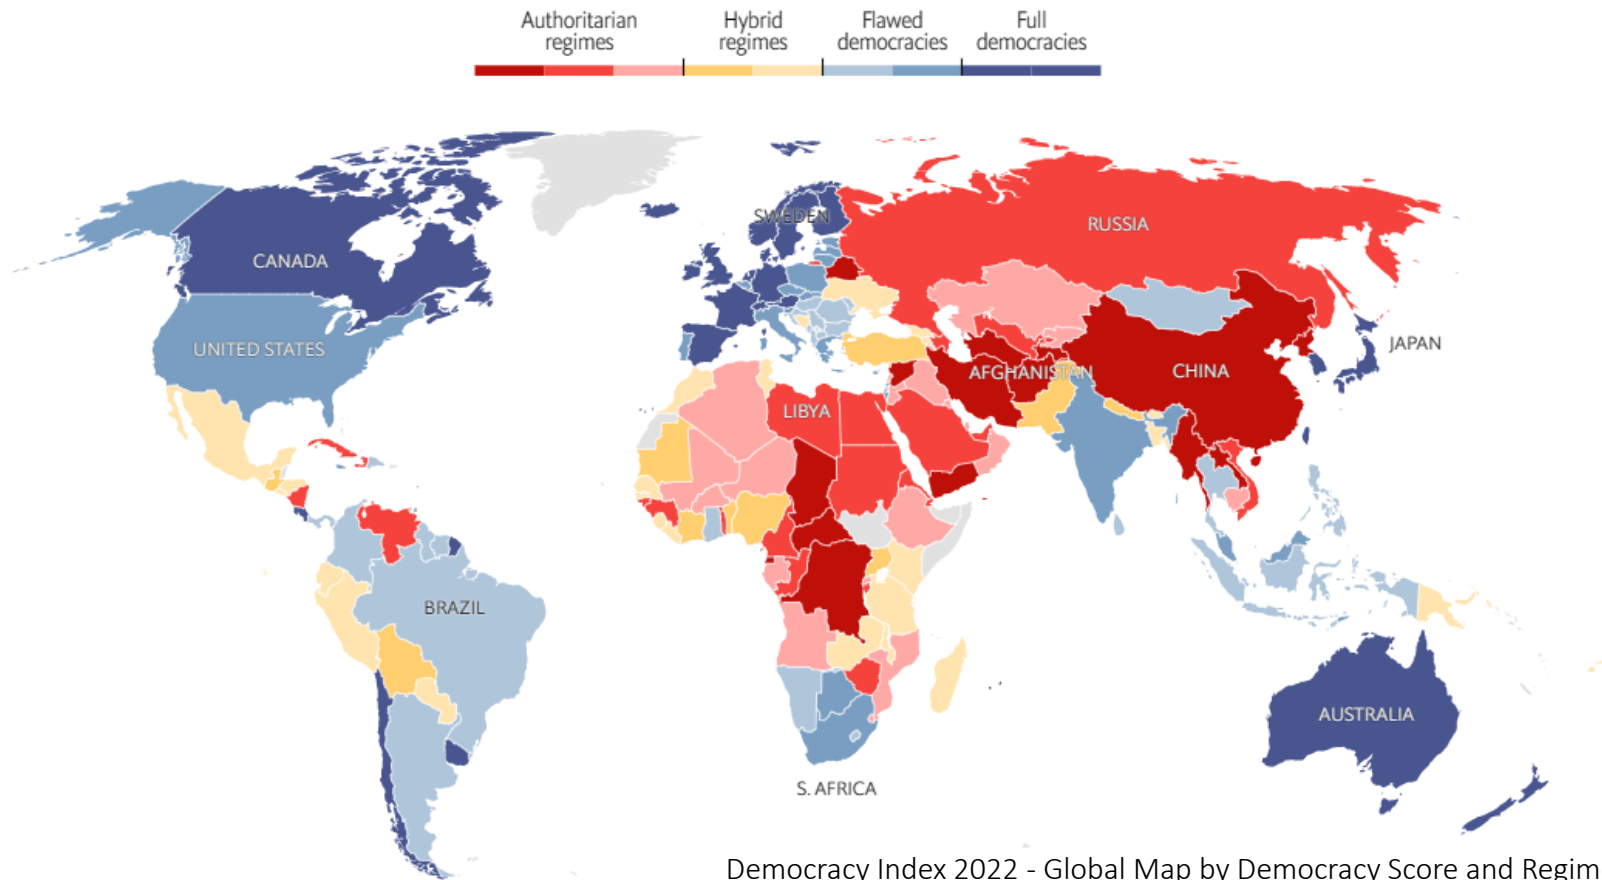 Authoritarian regimes
Hybrid regimes
Flawed democracies
Full democracies
SWEDEN
RUSSIA
CANADA
UNITED STATES
JAPAN
AFGHANISTAN
CHINA
LIBYA
BRAZIL
AUSTRALIA
S. AFRICA
Democracy Index 2022 - Global Map by Democracy Score and Regim